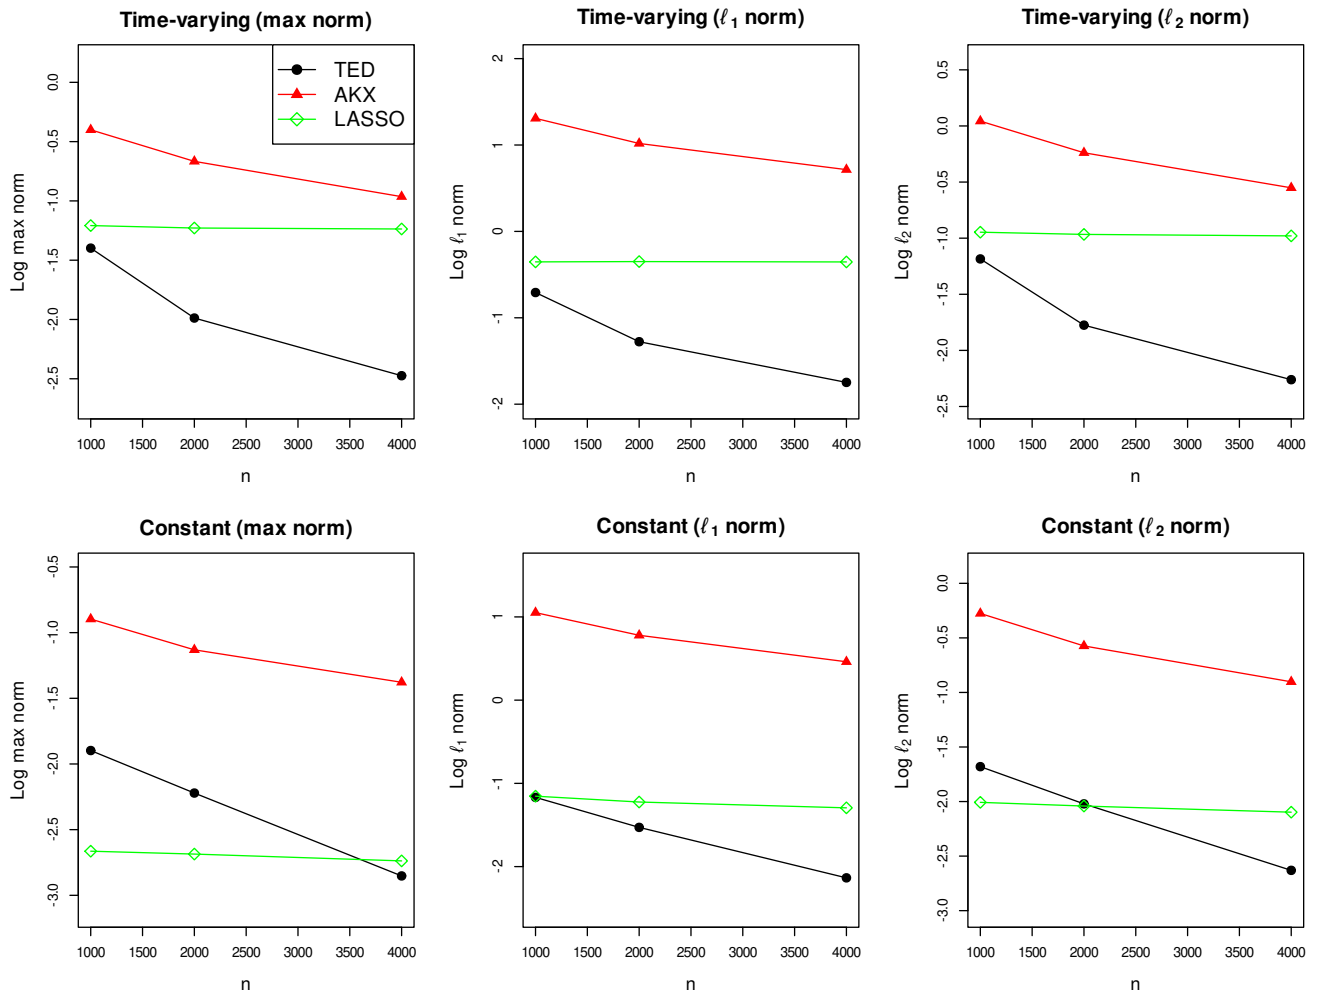 Time-varying (max norm)
Log max norm
0.0
-0.5
-1.0
-1.5
-2.0
-2.5
TED
AKX
LASSO
1000 1500 2000 2500 3000 3500 4000
n
Time-varying (ℓ1 norm)
Log ℓ1 norm
2
1
0
-1
-2
1000 1500 2000 2500 3000 3500 4000
n
Time-varying (ℓ2 norm)
Log ℓ2 norm
0.5
0.0
-0.5
-1.0
-1.5
-2.0
-2.5
1000 1500 2000 2500 3000 3500 4000
n
Constant (max norm)
Log max norm
-0.5
-1.0
-1.5
-2.0
-2.5
-3.0
1000 1500 2000 2500 3000 3500 4000
n
Constant (ℓ1 norm)
Log ℓ1 norm
1
0
-1
-2
1000 1500 2000 2500 3000 3500 4000
n
Constant (ℓ2 norm)
Log ℓ2 norm
0.0
-0.5
-1.0
-1.5
-2.0
-2.5
-3.0
1000 1500 2000 2500 3000 3500 4000
n